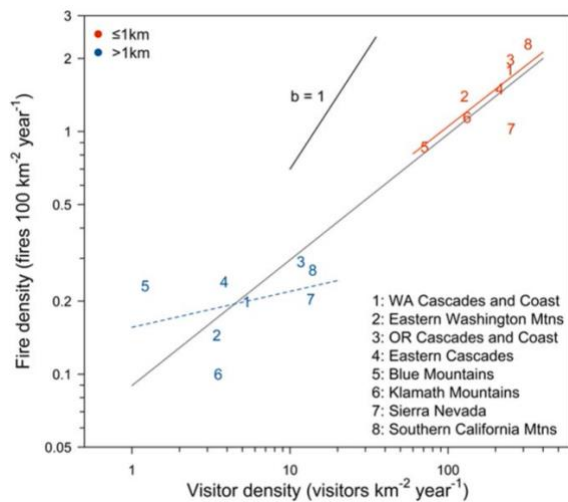 ≤1km
>1km
b = 1
3
2
1
0.5
0.2
0.1
0.05
Fire density (fires 100 km⁻² year⁻¹)
8
3
1
2
4
6
7
5
5
4
3
8
1
7
2
6
1: WA Cascades and Coast
2: Eastern Washington Mtns
3: OR Cascades and Coast
4: Eastern Cascades
5: Blue Mountains
6: Klamath Mountains
7: Sierra Nevada
8: Southern California Mtns
1
10
100
Visitor density (visitors km⁻² year⁻¹)